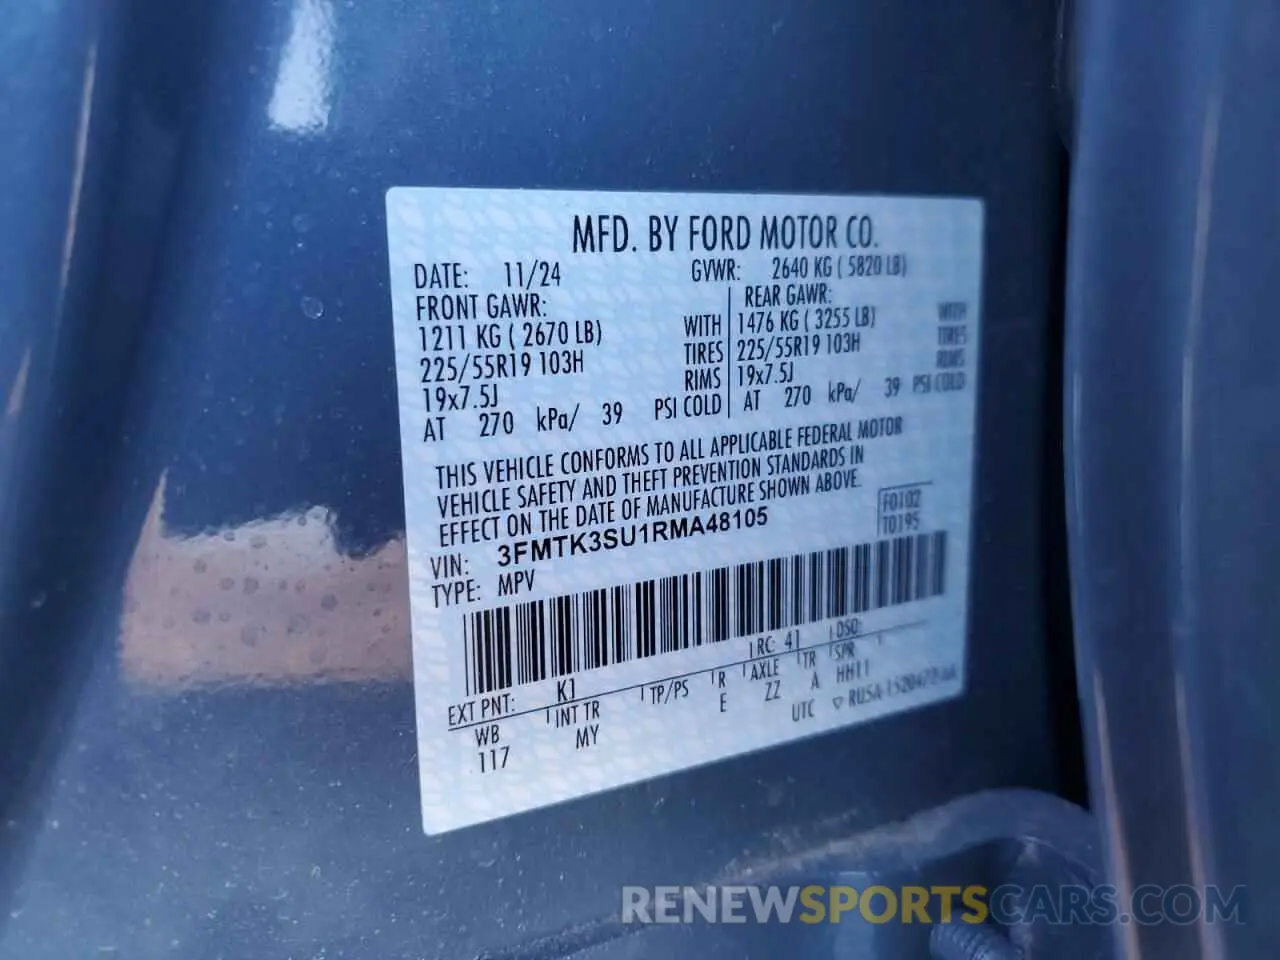 MFD. BY FORD MOTOR CO.
DATE: 11/24 GVWR: 2640 KG ( 5820 LB)
FRONT GAWR: REAR GAWR:
1211 KG ( 2670 LB) WITH 1476 KG ( 3255 LB) WITH
225/55R19 103H TIRES 225/55R19 103H TIRES
19x7.5J RIMS 19x7.5J RIMS
AT 270 kPa/ 39 PSI COLD AT 270 kPa/ 39 PSI COLD
THIS VEHICLE CONFORMS TO ALL APPLICABLE FEDERAL MOTOR
VEHICLE SAFETY AND THEFT PREVENTION STANDARDS IN
EFFECT ON THE DATE OF MANUFACTURE SHOWN ABOVE.
F0102
T0195
VIN: 3FMTK3SU1RMA48105
TYPE: MPV
EXT PNT: K1 RC: 41 DSO:
WB INT TR TP/PS R AXLE TR SPR
117 MY E ZZ A HH11
UTC
RENEWSPORTSCARS.COM